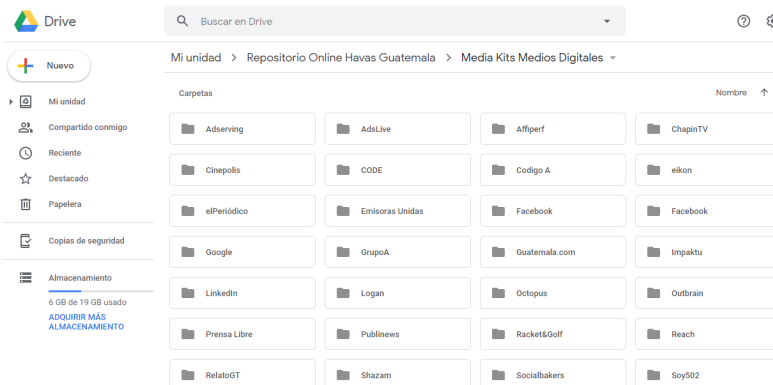 Drive
Buscar en Drive
Nuevo
Mi unidad > Repositorio Online Havas Guatemala > Media Kits Medios Digitales
Carpetas
Nombre
Mi unidad
Compartido conmigo
Reciente
Destacado
Papelera
Copias de seguridad
Almacenamiento
6 GB de 19 GB usado
ADQUIRIR MÁS
ALMACENAMIENTO
Adserving AdsLive Affiperf ChapinTV
Cinepolis CODE Codigo A eikon
elPeriódico Emisoras Unidas Facebook Facebook
Google GrupoA Guatemala.com Impaktu
LinkedIn Logan Octopus Outbrain
Prensa Libre Publinews Racket&Golf Reach
RelatoGT Shazam Socialbakers Soy502